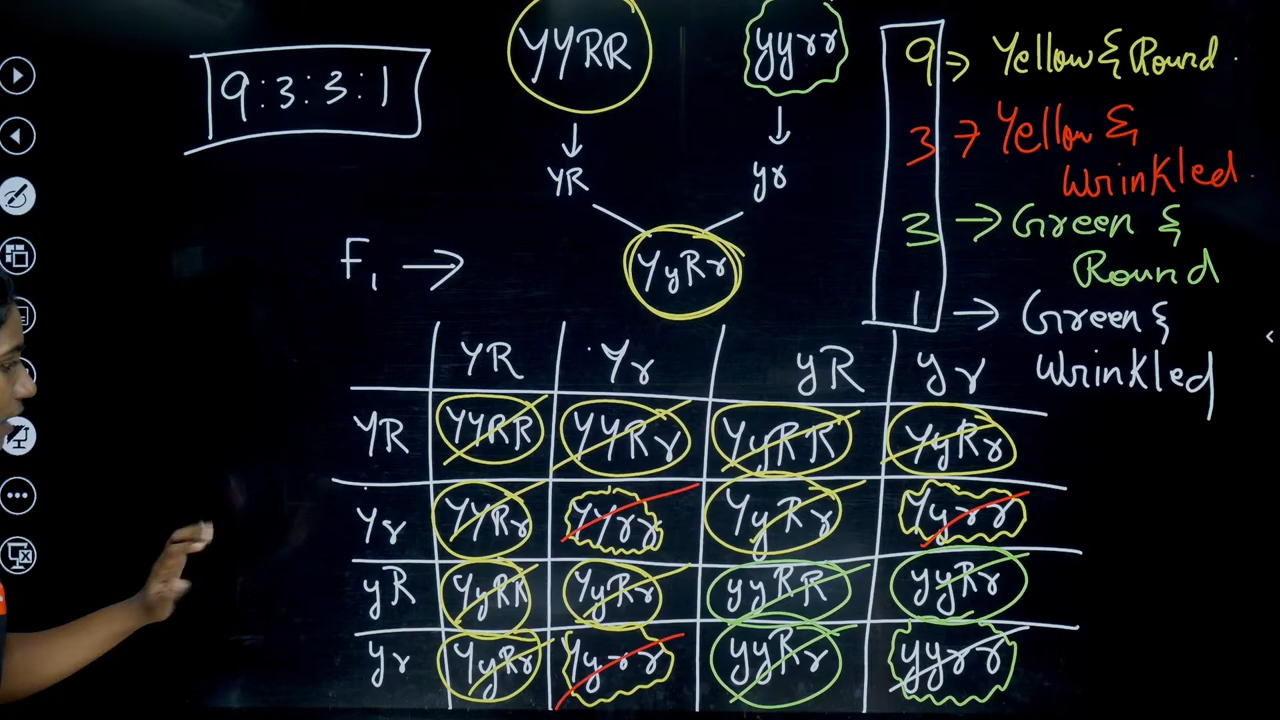 9:3:3:1
YYRR
yyrr
YR
yr
F1 →
YyRr
9 → Yellow & Round.
3 → Yellow &
Wrinkled.
3 → Green &
Round
1 → Green &
Wrinkled
YR Yr yR yr
YR YYRR YYRr YyRR YyRr
Yr YYRr YYrr YyRr Yyrr
yR YyRR YyRr yyRR yyRr
yr YyRr Yyrr yyRr yyrr